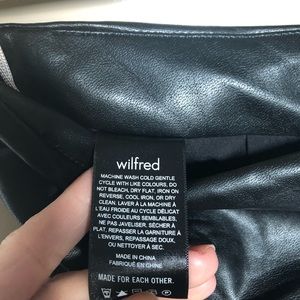 wilfred
MACHINE WASH COLD GENTLE
CYCLE WITH LIKE COLOURS, DO
NOT BLEACH, DRY FLAT, IRON ON
REVERSE, COOL IRON, OR DRY
CLEAN, LAVER À LA MACHINE À
L'EAU FROIDE AU CYCLE DÉLICAT
AVEC COULEURS SEMBLABLES,
NE PAS JAVELISER, SÉCHER À
PLAT, REPASSER LA GARNITURE À
L'ENVERS, REPASSAGE DOUX,
OU NETTOYER À SEC.
MADE IN CHINA
FABRIQUÉ EN CHINE
MADE FOR EACH OTHER.